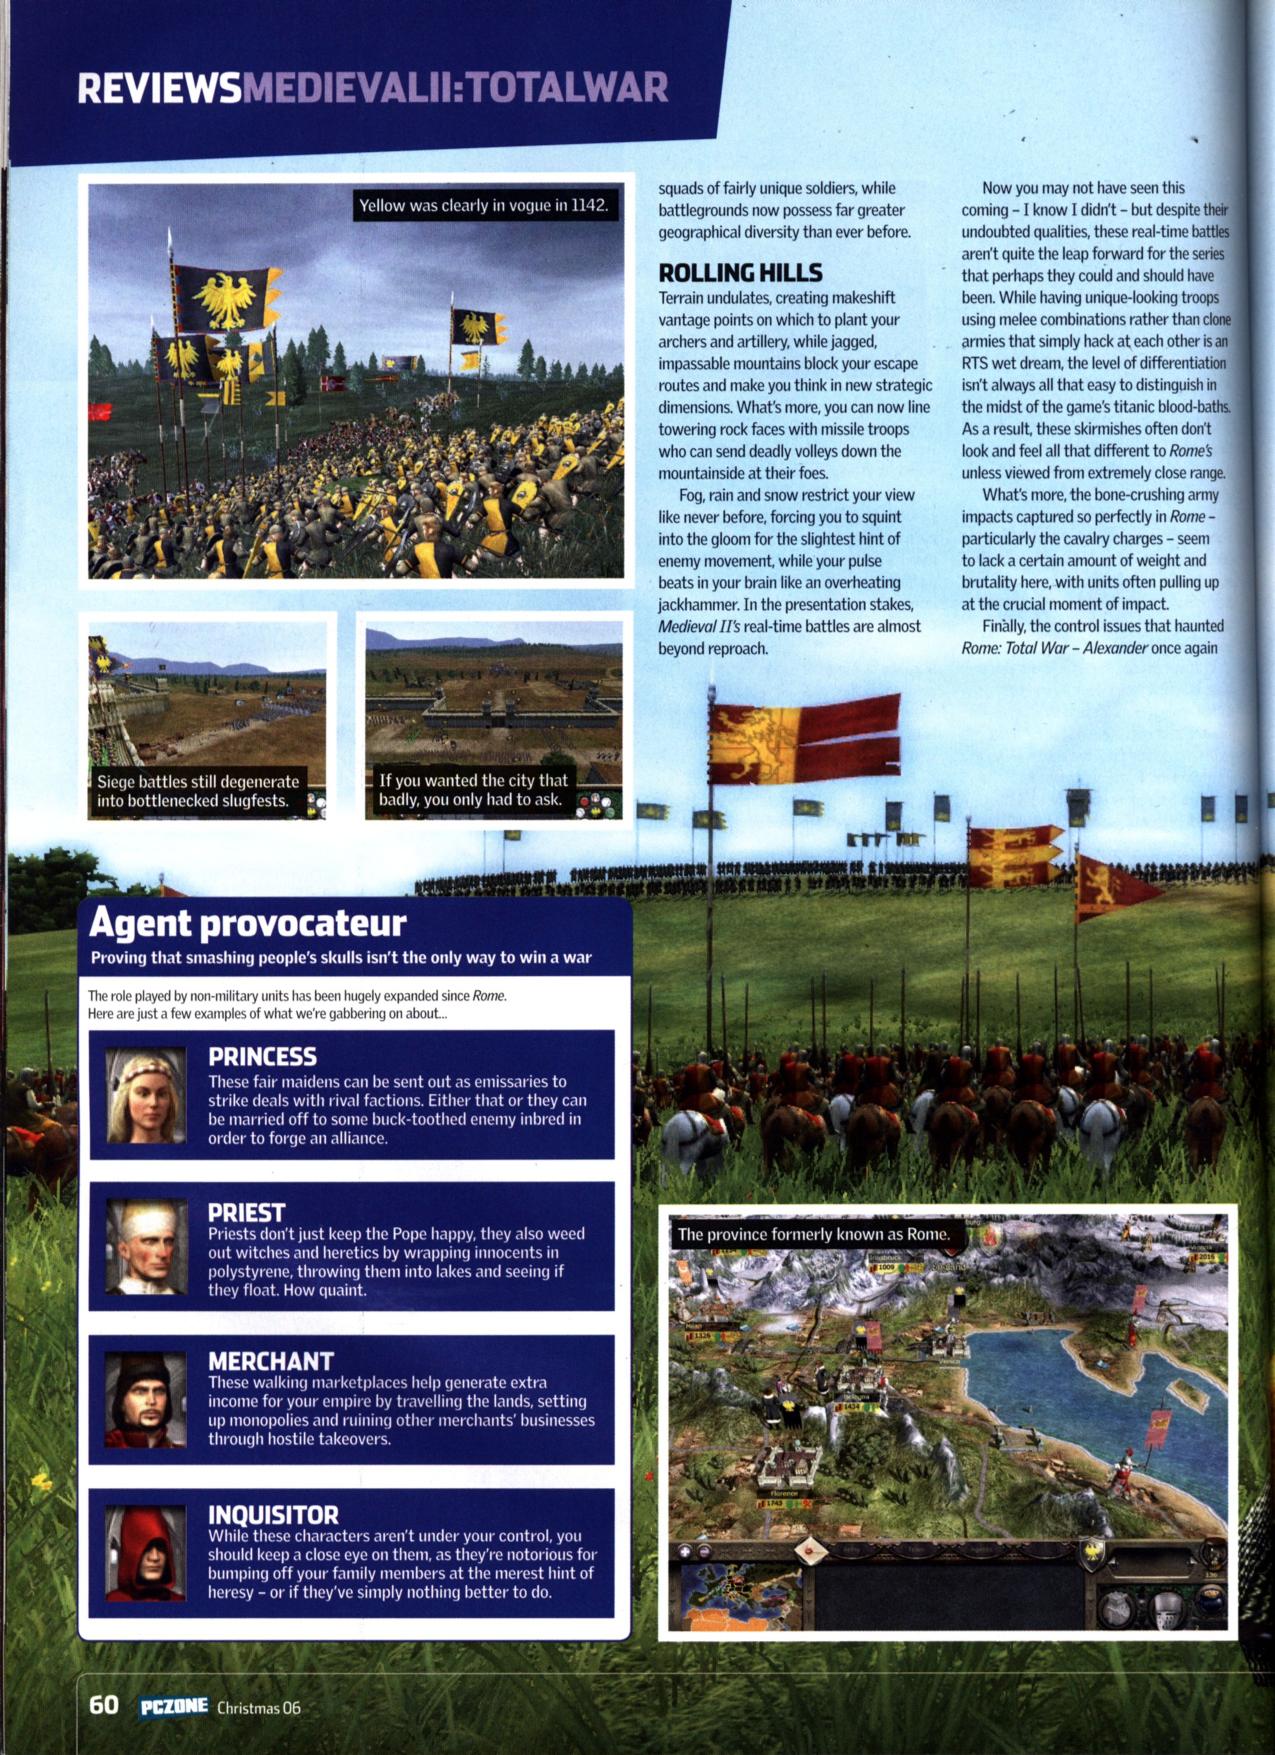 REVIEWSMEDIEVALII:TOTALWAR
Yellow was clearly in vogue in 1142.
Siege battles still degenerate
into bottlenecked slugfests.
If you wanted the city that
badly, you only had to ask.
squads of fairly unique soldiers, while
battlegrounds now possess far greater
geographical diversity than ever before.
ROLLING HILLS
Terrain undulates, creating makeshift
vantage points on which to plant your
archers and artillery, while jagged,
impassable mountains block your escape
routes and make you think in new strategic
dimensions. What's more, you can now line
towering rock faces with missile troops
who can send deadly volleys down the
mountainside at their foes.
Fog, rain and snow restrict your view
like never before, forcing you to squint
into the gloom for the slightest hint of
enemy movement, while your pulse
beats in your brain like an overheating
jackhammer. In the presentation stakes,
Medieval II's real-time battles are almost
beyond reproach.
Now you may not have seen this
coming – I know I didn't – but despite their
undoubted qualities, these real-time battles
aren't quite the leap forward for the series
that perhaps they could and should have
been. While having unique-looking troops
using melee combinations rather than clone
armies that simply hack at each other is an
RTS wet dream, the level of differentiation
isn't always all that easy to distinguish in
the midst of the game's titanic blood-baths.
As a result, these skirmishes often don't
look and feel all that different to Rome's
unless viewed from extremely close range.
What's more, the bone-crushing army
impacts captured so perfectly in Rome –
particularly the cavalry charges – seem
to lack a certain amount of weight and
brutality here, with units often pulling up
at the crucial moment of impact.
Finally, the control issues that haunted
Rome: Total War – Alexander once again
Agent provocateur
Proving that smashing people's skulls isn't the only way to win a war
The role played by non-military units has been hugely expanded since Rome.
Here are just a few examples of what we're gabbering on about...
PRINCESS
These fair maidens can be sent out as emissaries to
strike deals with rival factions. Either that or they can
be married off to some buck-toothed enemy inbred in
order to forge an alliance.
PRIEST
Priests don't just keep the Pope happy, they also weed
out witches and heretics by wrapping innocents in
polystyrene, throwing them into lakes and seeing if
they float. How quaint.
MERCHANT
These walking marketplaces help generate extra
income for your empire by travelling the lands, setting
up monopolies and ruining other merchants' businesses
through hostile takeovers.
INQUISITOR
While these characters aren't under your control, you
should keep a close eye on them, as they're notorious for
bumping off your family members at the merest hint of
heresy – or if they've simply nothing better to do.
The province formerly known as Rome.
Innsbruck
1009
2016
Milan
1326
Venice
1434
Florence
1743
136
60 PCZONE Christmas 06